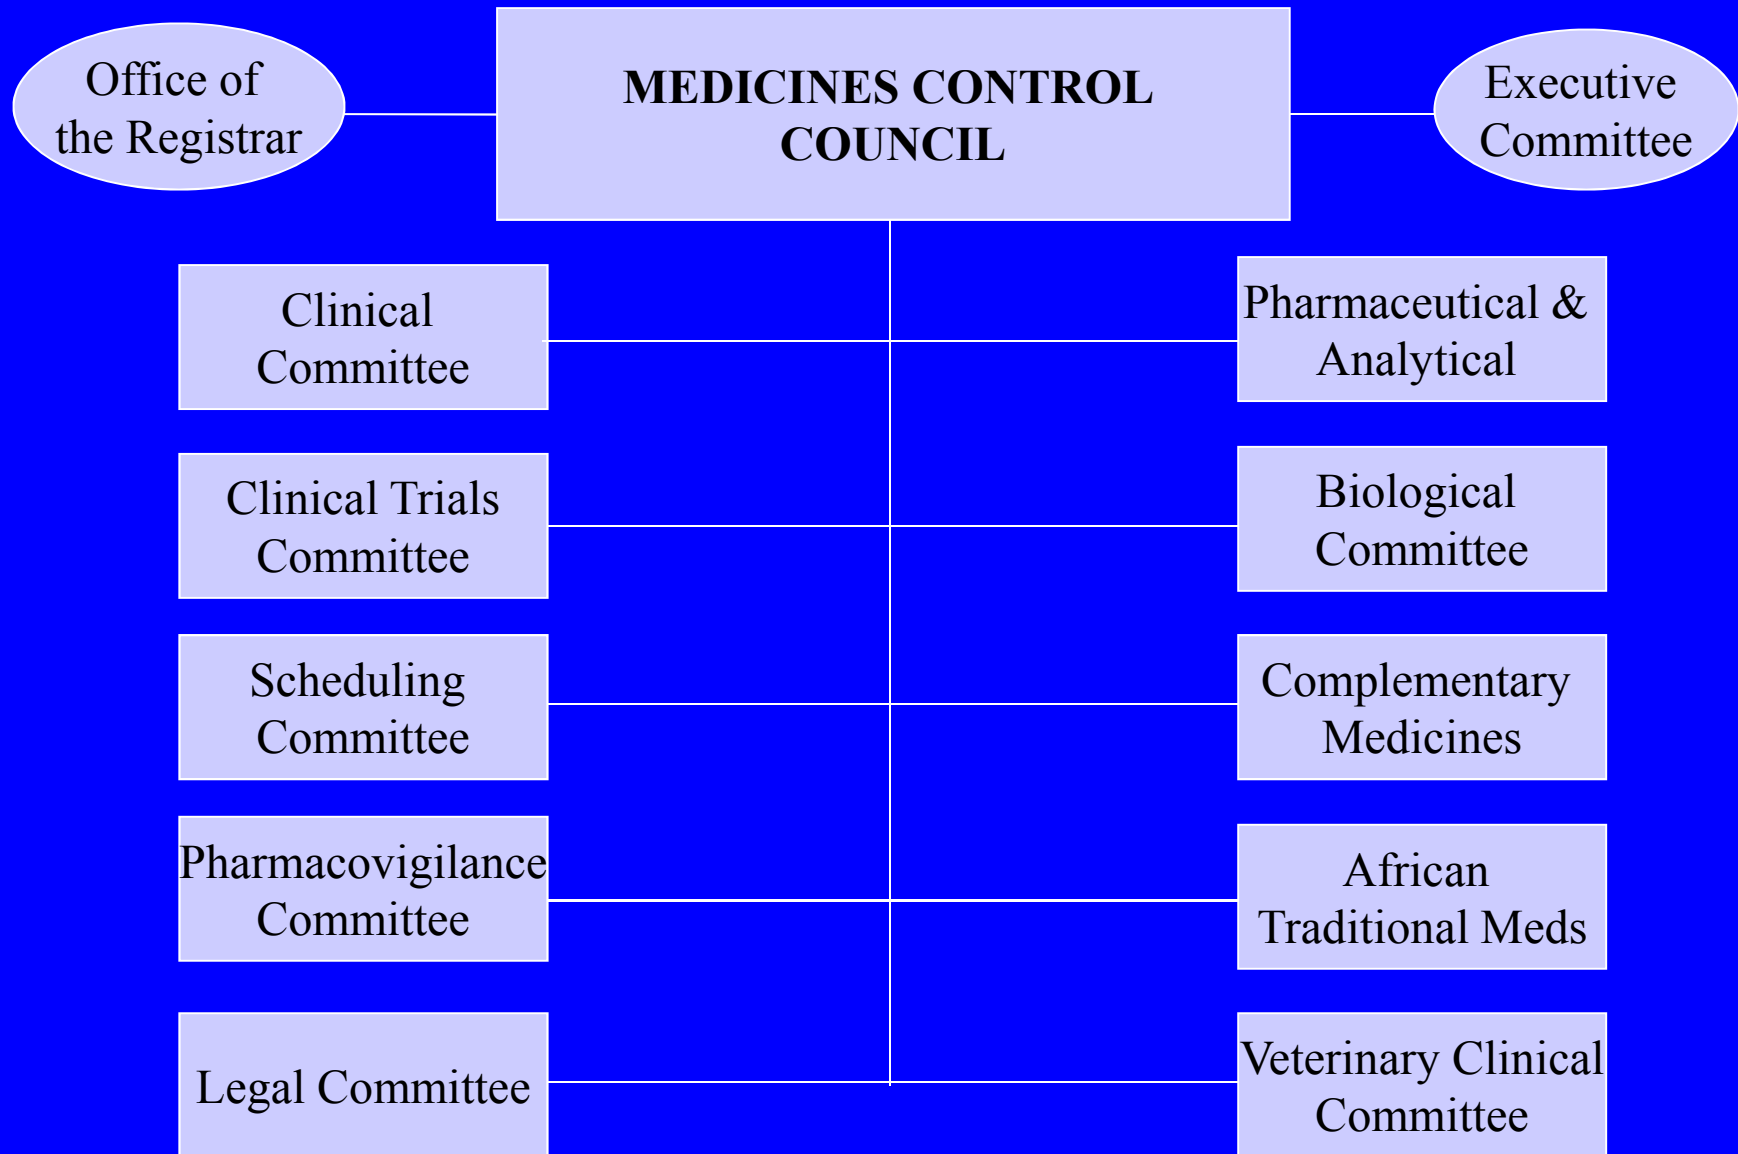 Office of
the Registrar
MEDICINES CONTROL
COUNCIL
Executive
Committee
Clinical
Committee
Pharmaceutical &
Analytical
Clinical Trials
Committee
Biological
Committee
Scheduling
Committee
Complementary
Medicines
Pharmacovigilance
Committee
African
Traditional Meds
Legal Committee
Veterinary Clinical
Committee